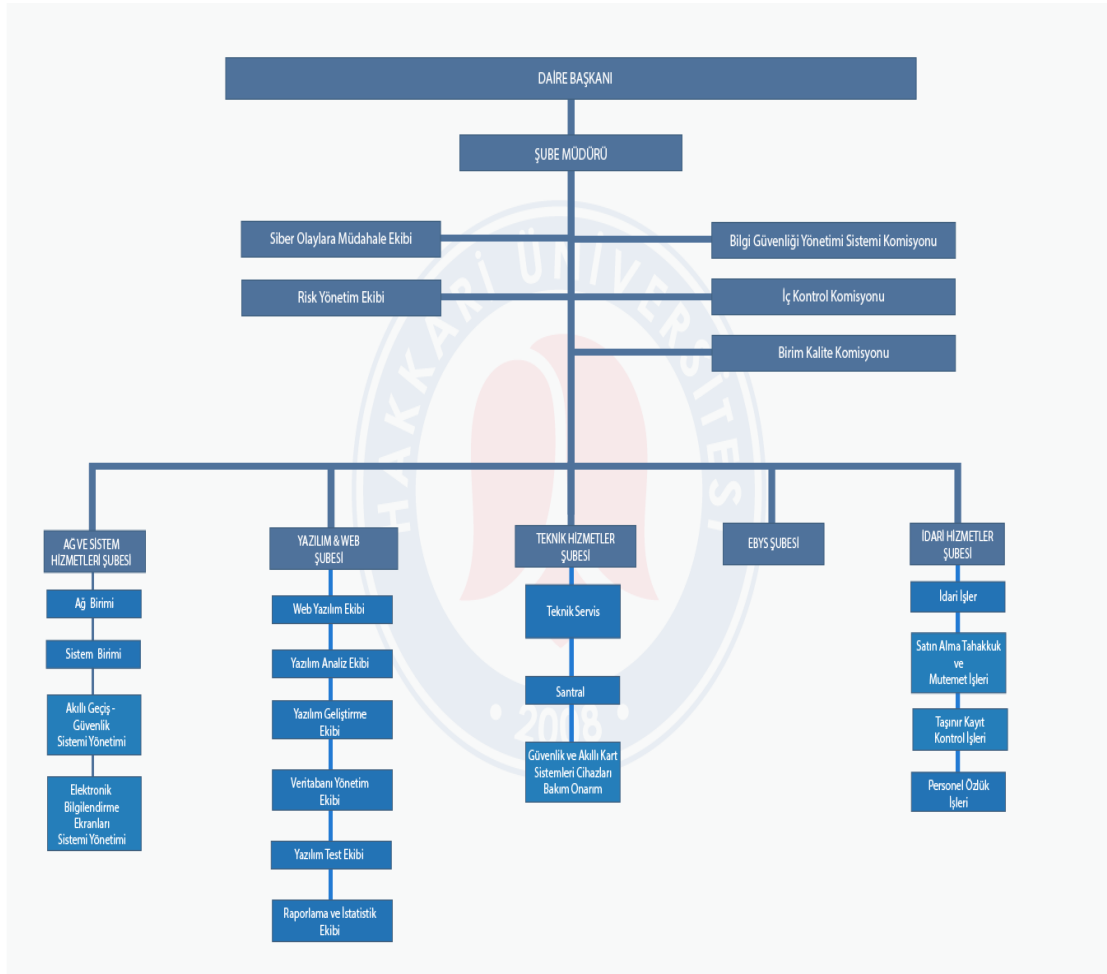 DAİRE BAŞKANI
ŞUBE MÜDÜRÜ
Siber Olaylara Müdahale Ekibi
Bilgi Güvenliği Yönetimi Sistemi Komisyonu
Risk Yönetim Ekibi
İç Kontrol Komisyonu
Birim Kalite Komisyonu
HAKKARİ ÜNİVERSİTESİ
• 2008 •
AG VE SİSTEM
HİZMETLERİ ŞUBESİ
Ağ Birimi
Sistem Birimi
Akıllı Geçiş -
Güvenlik
Sistemi Yönetimi
Elektronik
Bilgilendirme
Ekranları
Sistemi Yönetimi
YAZILIM & WEB
ŞUBESİ
Web Yazılım Ekibi
Yazılım Analiz Ekibi
Yazılım Geliştirme
Ekibi
Veritabanı Yönetim
Ekibi
Yazılım Test Ekibi
Raporlama ve İstatistik
Ekibi
TEKNİK HİZMETLER
ŞUBESİ
Teknik Servis
Santral
Güvenlik ve Akıllı Kart
Sistemleri Cihazları
Bakım Onarım
EBYS ŞUBESİ
İDARİ HİZMETLER
ŞUBESİ
İdari İşler
Satın Alma Tahakkuk
ve
Mutemet İşleri
Taşınır Kayıt
Kontrol İşleri
Personel Özlük
İşleri